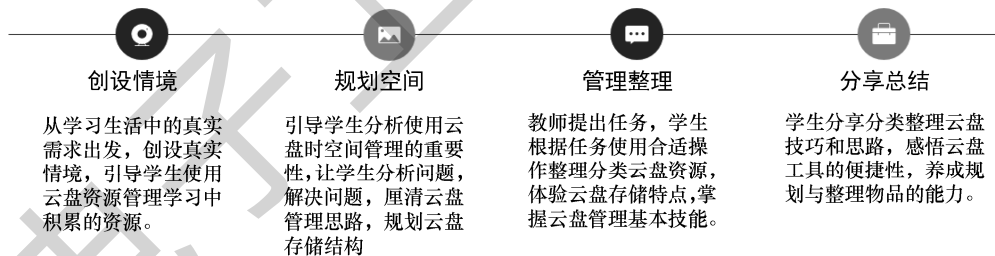 创设情境
从学习生活中的真实
需求出发，创设真实
情境，引导学生使用
云盘资源管理学习中
积累的资源。
规划空间
引导学生分析使用云
盘时空间管理的重要
性，让学生分析问题，
解决问题，厘清云盘
管理思路，规划云盘
存储结构
管理整理
教师提出任务，学生
根据任务使用合适操
作整理分类云盘资源，
体验云盘存储特点，掌
握云盘管理基本技能。
分享总结
学生分享分类整理云盘
技巧和思路，感悟云盘
工具的便捷性，养成规
划与整理物品的能力。